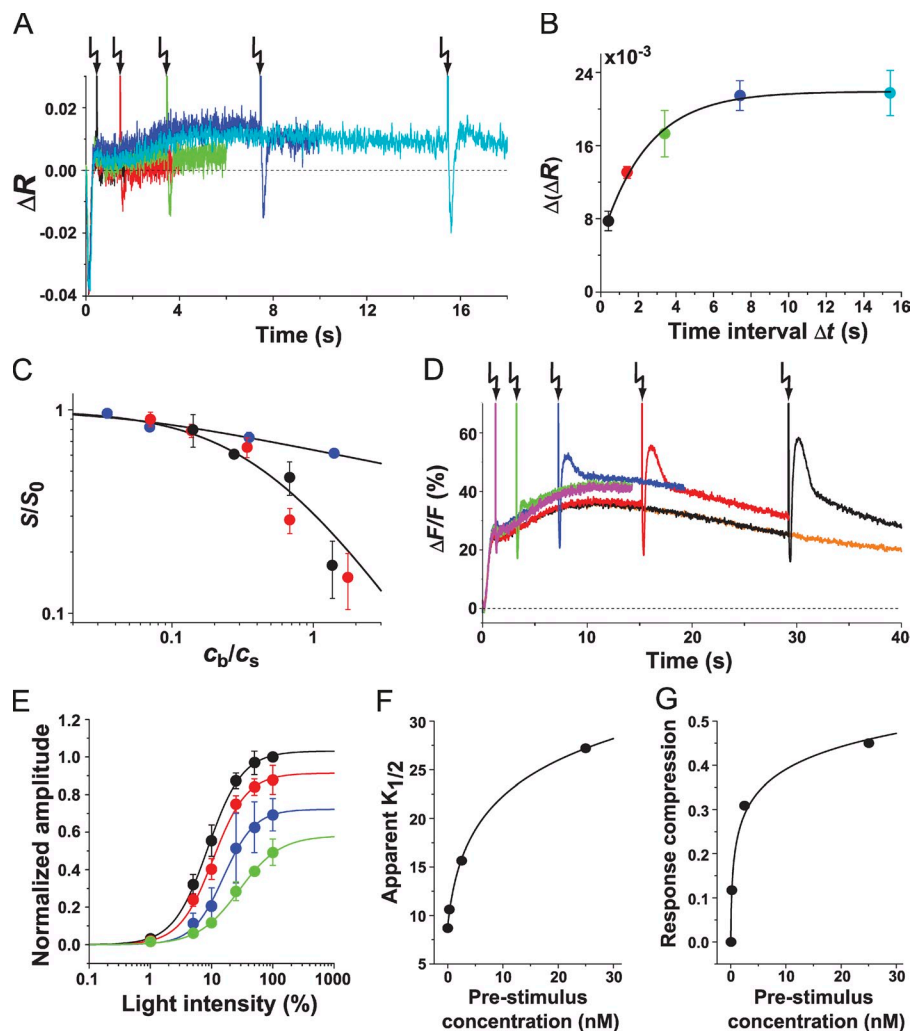 A
0.02
0.00
-0.02
-0.04
ΔR
0 4 8 12 16
Time (s)
B
x10-3
24
16
8
0
Δ(ΔR)
0 2 4 6 8 10 12 14 16
Time interval Δt (s)
C
1
0.1
S/S0
0.1 1
cb/cs
D
60
40
20
0
ΔF/F (%)
0 10 20 30 40
Time (s)
E
1.2
1.0
0.8
0.6
0.4
0.2
0.0
Normalized amplitude
0.1 1 10 100 1000
Light intensity (%)
F
30
25
20
15
10
5
Apparent K1/2
0 10 20 30
Pre-stimulus
concentration (nM)
G
0.5
0.4
0.3
0.2
0.1
0.0
Response compression
0 10 20 30
Pre-stimulus
concentration (nM)